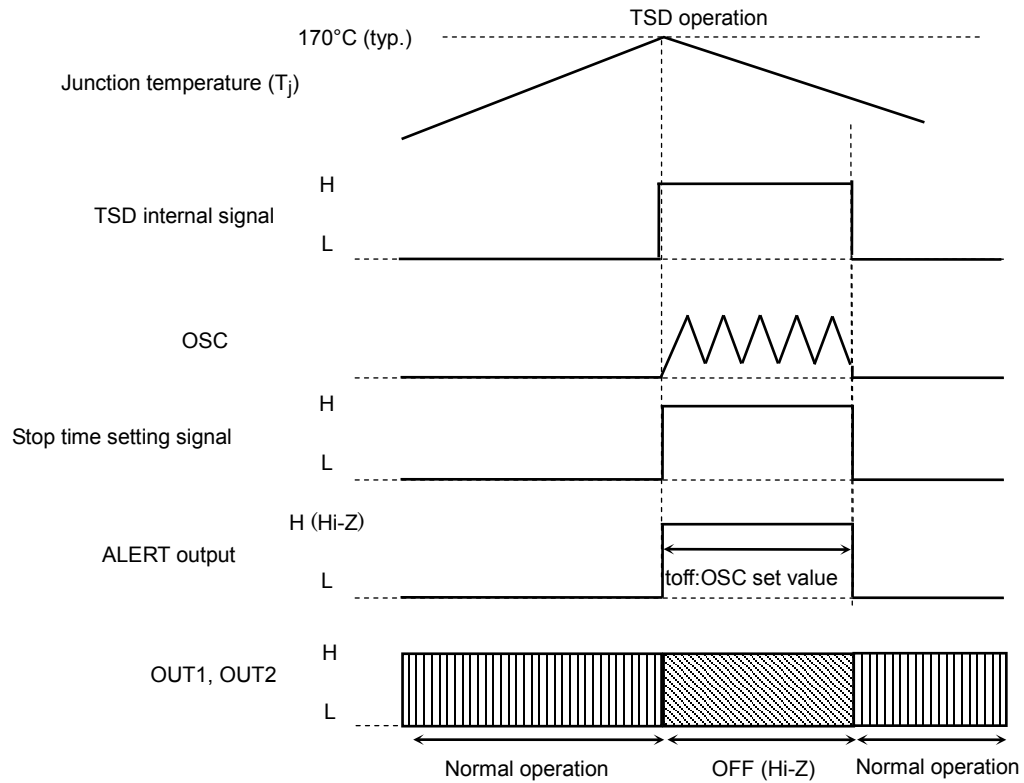 TSD operation
170°C (typ.)
Junction temperature (Tj)
H
TSD internal signal
L
OSC
H
Stop time setting signal
L
H (Hi-Z)
ALERT output
toff:OSC set value
L
H
OUT1, OUT2
L
Normal operation
OFF (Hi-Z)
Normal operation